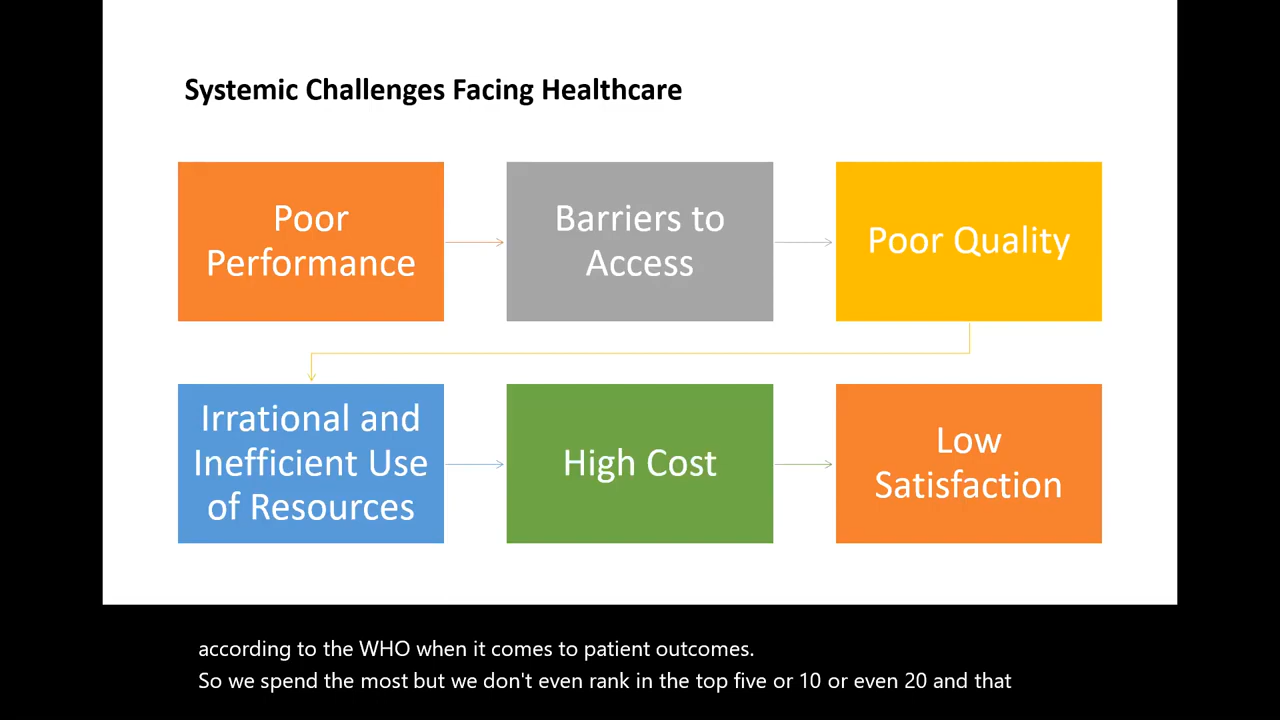 Systemic Challenges Facing Healthcare
Poor
Performance
Barriers to
Access
Poor Quality
Irrational and
Inefficient Use
of Resources
High Cost
Low
Satisfaction
according to the WHO when it comes to patient outcomes.
So we spend the most but we don't even rank in the top five or 10 or even 20 and that